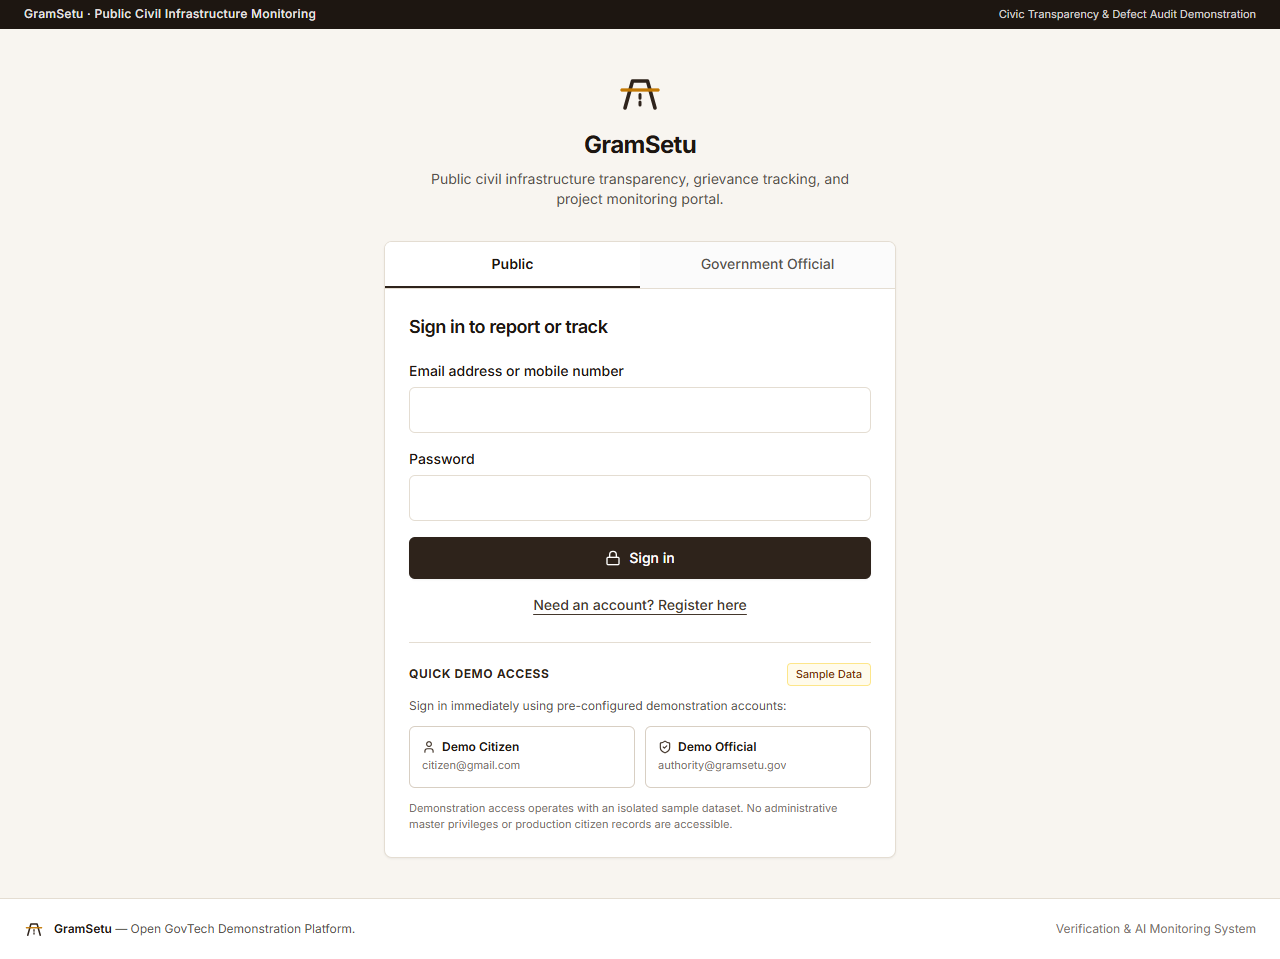 GramSetu · Public Civil Infrastructure Monitoring
Civic Transparency & Defect Audit Demonstration
GramSetu
Public civil infrastructure transparency, grievance tracking, and
project monitoring portal.
Public
Government Official
Sign in to report or track
Email address or mobile number
Password
Sign in
Need an account? Register here
QUICK DEMO ACCESS
Sample Data
Sign in immediately using pre-configured demonstration accounts:
Demo Citizen
citizen@gmail.com
Demo Official
authority@gramsetu.gov
Demonstration access operates with an isolated sample dataset. No administrative
master privileges or production citizen records are accessible.
GramSetu — Open GovTech Demonstration Platform.
Verification & AI Monitoring System